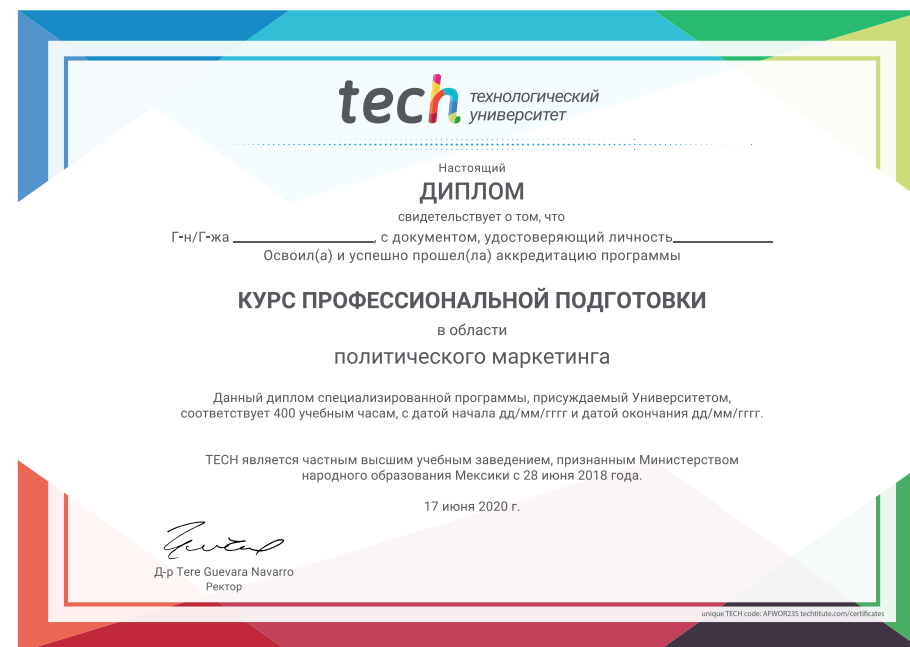 tech технологический
университет
Настоящий
ДИПЛОМ
свидетельствует о том, что
Г-н/Г-жа ____________________, с документом, удостоверяющий личность______________
Освоил(а) и успешно прошел(ла) аккредитацию программы
КУРС ПРОФЕССИОНАЛЬНОЙ ПОДГОТОВКИ
в области
политического маркетинга
Данный диплом специализированной программы, присуждаемый Университетом,
соответствует 400 учебным часам, с датой начала дд/мм/гггг и датой окончания дд/мм/гггг.
TECH является частным высшим учебным заведением, признанным Министерством
народного образования Мексики с 28 июня 2018 года.
17 июня 2020 г.
Д-р Tere Guevara Navarro
Ректор
unique TECH code: AFWOR23S techtitute.com/certificates